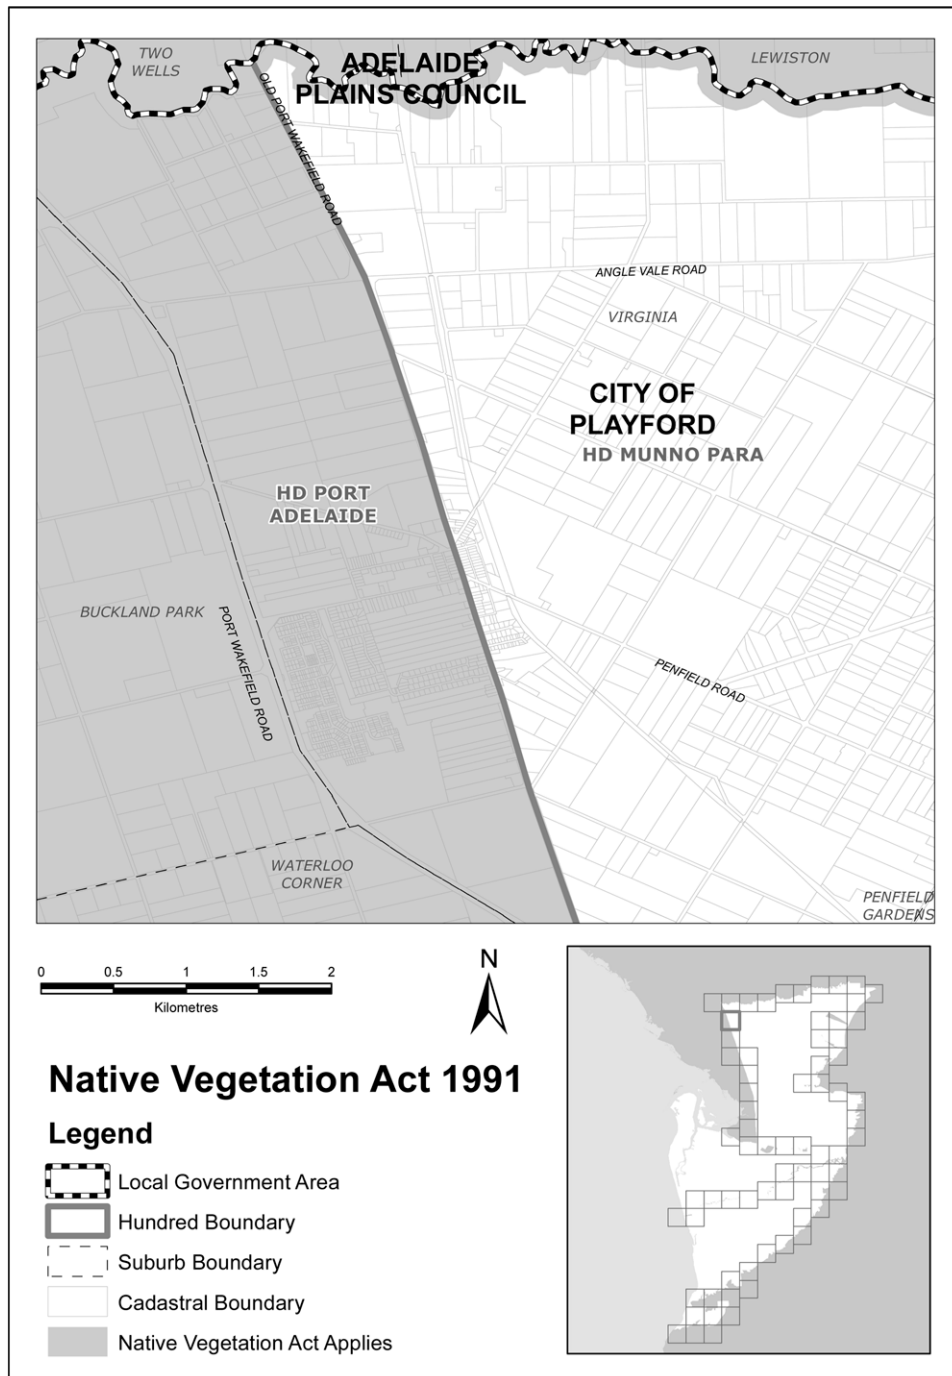 TWO
WELLS
ADELAIDE
PLAINS COUNCIL
LEWISTON
OLD PORT WAKEFIELD ROAD
ANGLE VALE ROAD
VIRGINIA
CITY OF
PLAYFORD
HD MUNNO PARA
HD PORT
ADELAIDE
BUCKLAND PARK
PORT WAKEFIELD ROAD
PENFIELD ROAD
WATERLOO
CORNER
PENFIELD
GARDENS
0 0.5 1 1.5 2
Kilometres
N
Native Vegetation Act 1991
Legend
Local Government Area
Hundred Boundary
Suburb Boundary
Cadastral Boundary
Native Vegetation Act Applies